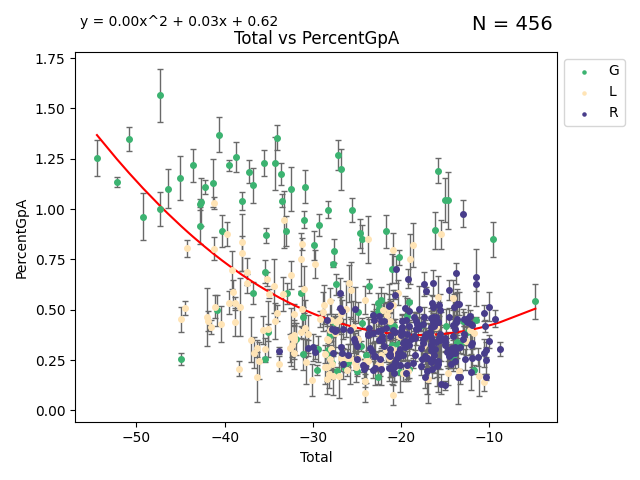 y = 0.00x^2 + 0.03x + 0.62
N = 456
Total vs PercentGpA
1.75
1.50
1.25
1.00
0.75
0.50
0.25
0.00
PercentGpA
−50
−40
−30
−20
−10
Total
G
L
R